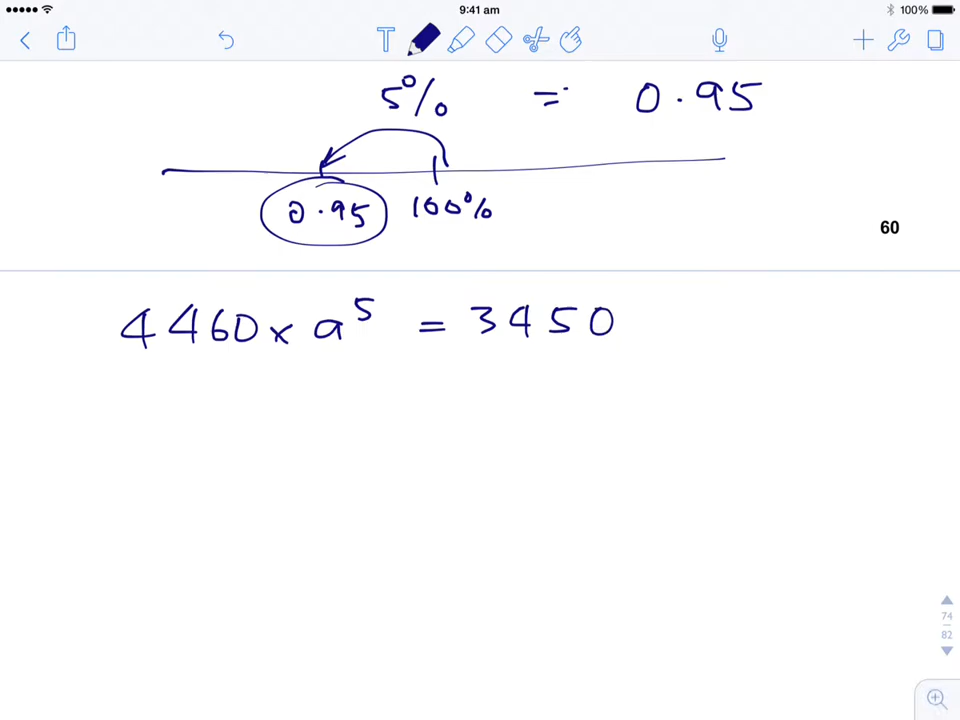 9:41 am
100%
T
5% = 0.95
0.95 100%
60
4460 x a⁵ = 3450
74
82